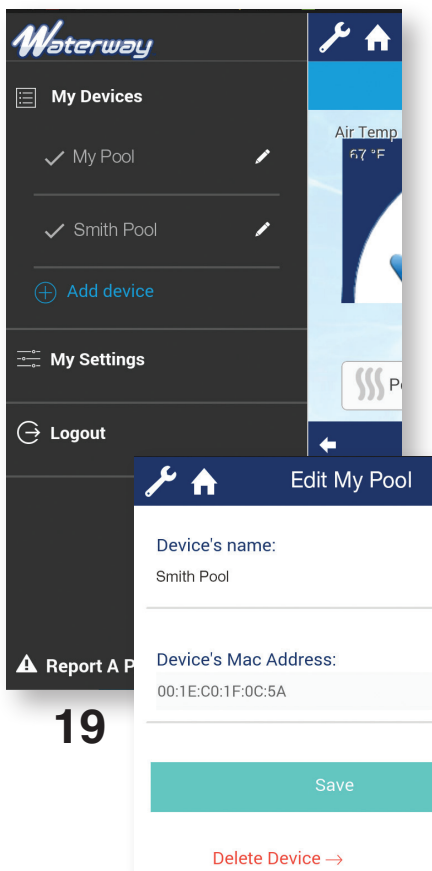 Waterway
My Devices
My Pool
Smith Pool
Add device
My Settings
Logout
Report A P
Air Temp
67 °F
P
19
Edit My Pool
Device's name:
Smith Pool
Device's Mac Address:
00:1E:C0:1F:0C:5A
Save
Delete Device →